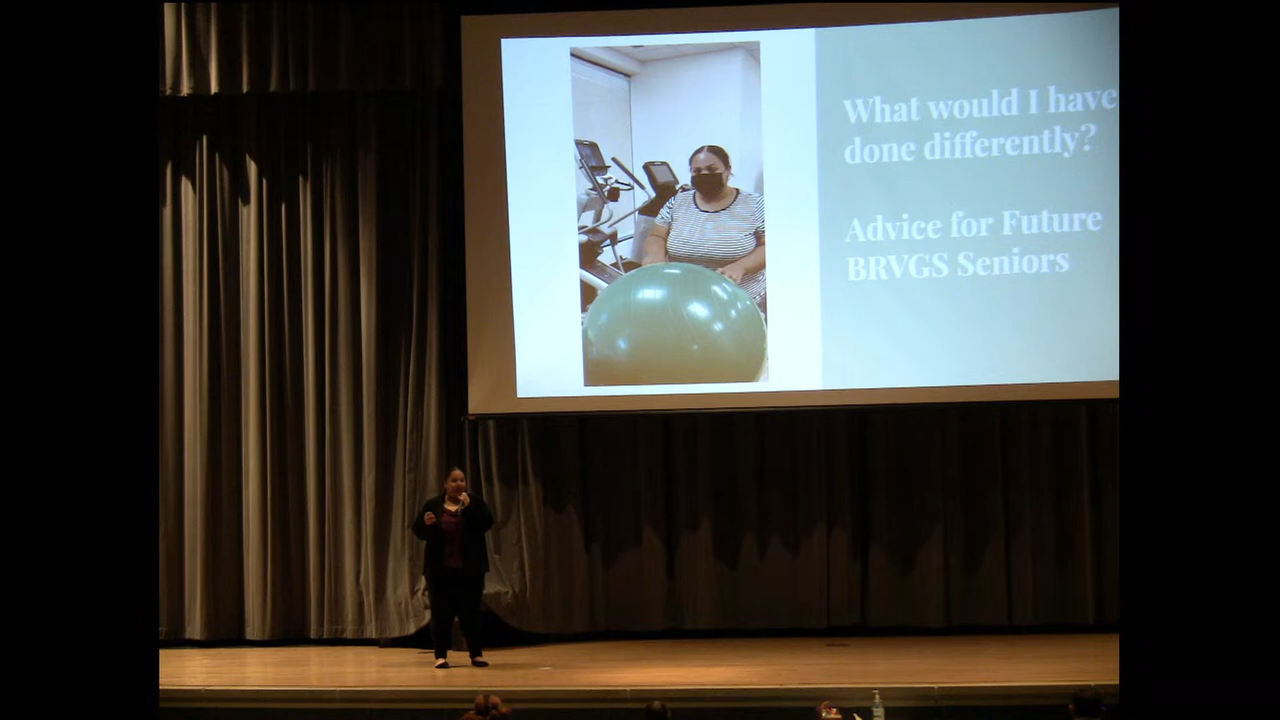 What would I have
done differently?
Advice for Future
BRVGS Seniors